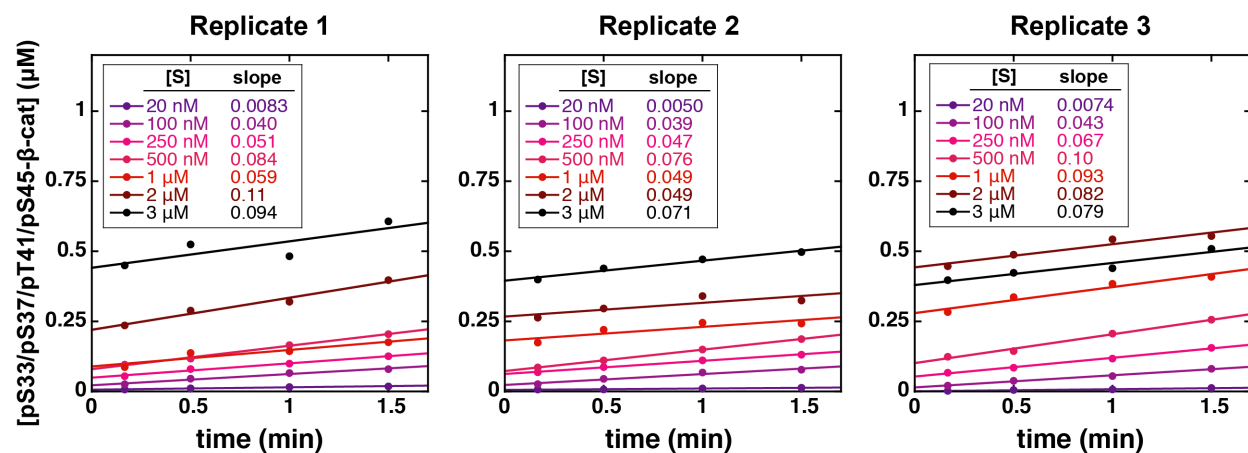 Replicate 1
[pS33/pS37/pT41/pS45-β-cat] (μM)
[S] slope
20 nM 0.0083
100 nM 0.040
250 nM 0.051
500 nM 0.084
1 μM 0.059
2 μM 0.11
3 μM 0.094
1
0.75
0.5
0.25
0
0 0.5 1 1.5
time (min)
Replicate 2
[S] slope
20 nM 0.0050
100 nM 0.039
250 nM 0.047
500 nM 0.076
1 μM 0.049
2 μM 0.049
3 μM 0.071
1
0.75
0.5
0.25
0
0 0.5 1 1.5
time (min)
Replicate 3
[S] slope
20 nM 0.0074
100 nM 0.043
250 nM 0.067
500 nM 0.10
1 μM 0.093
2 μM 0.082
3 μM 0.079
1
0.75
0.5
0.25
0
0 0.5 1 1.5
time (min)